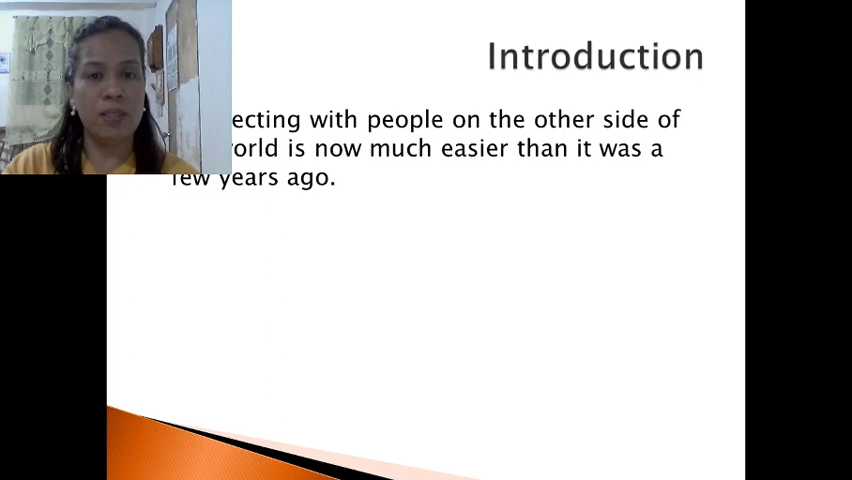 Introduction
ecting with people on the other side of
orld is now much easier than it was a
few years ago.